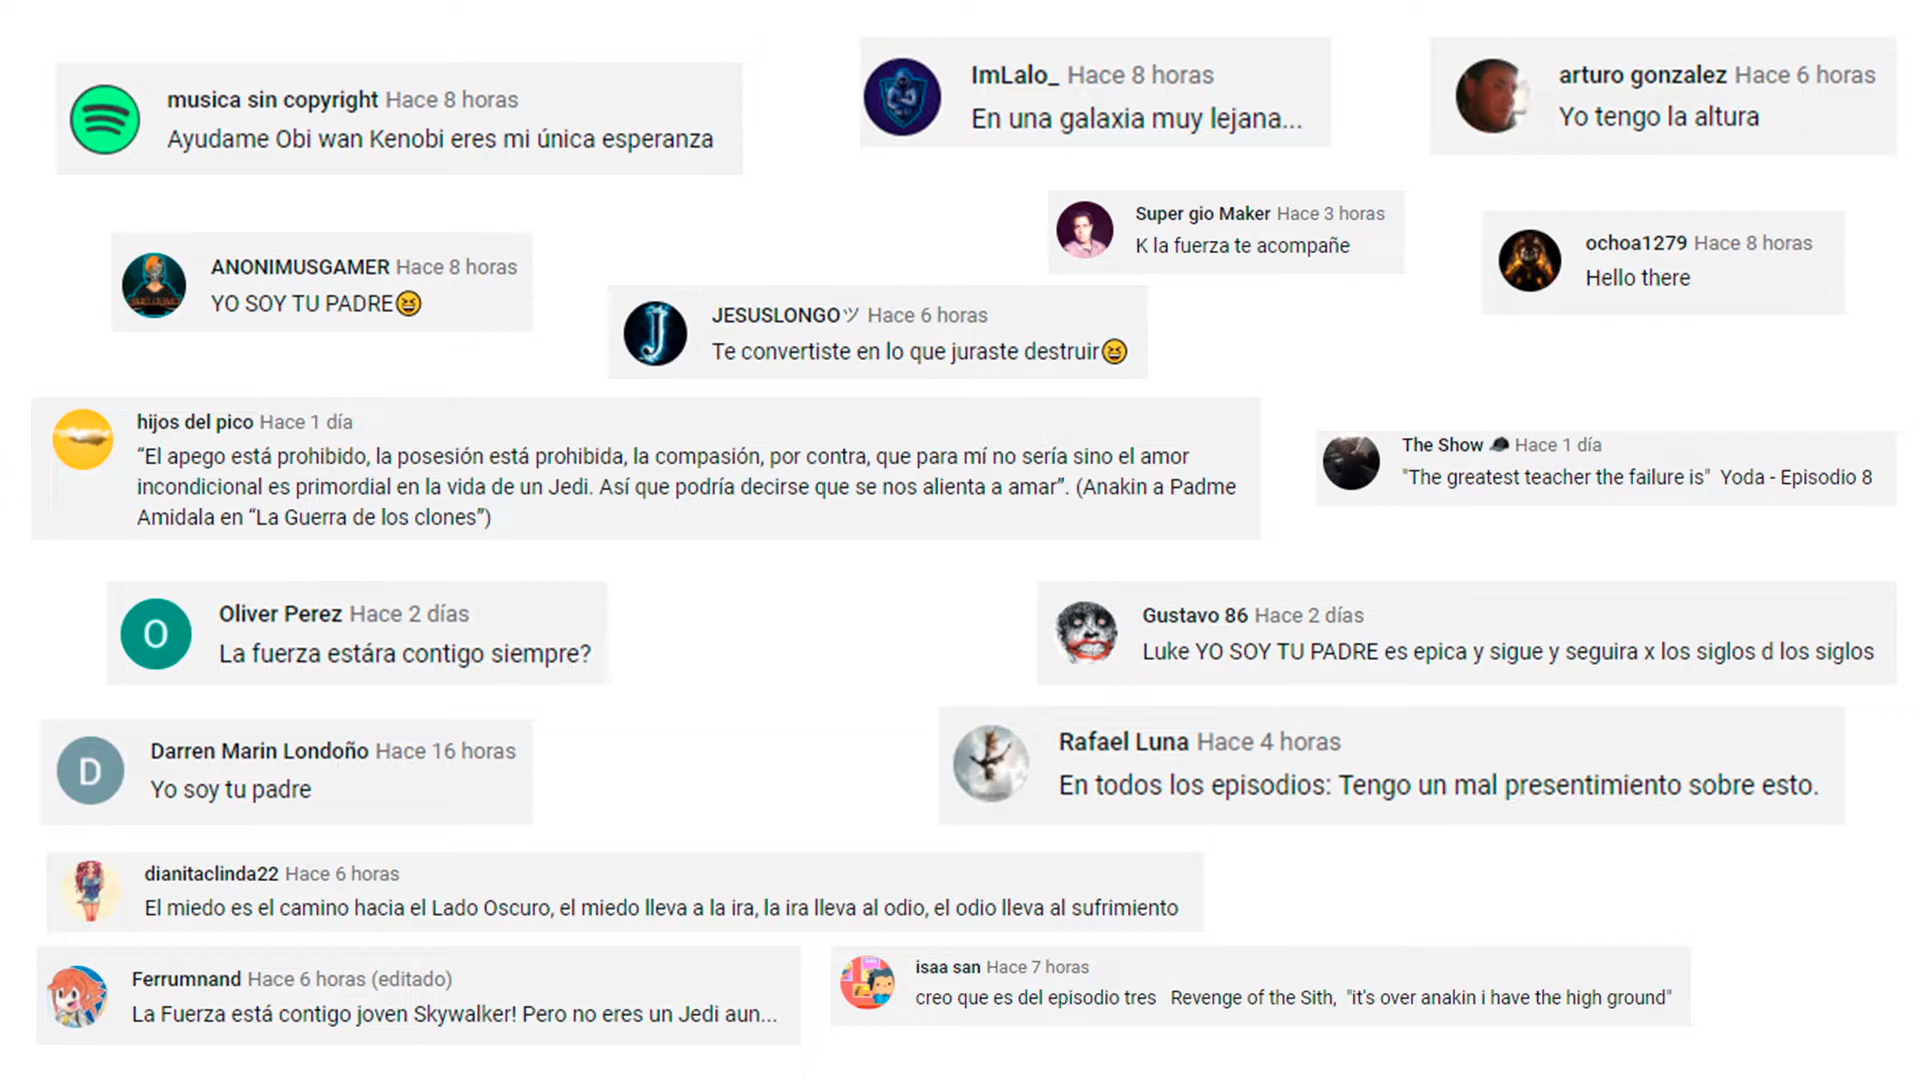 musica sin copyright Hace 8 horas
Ayudame Obi wan Kenobi eres mi única esperanza
ImLalo_ Hace 8 horas
En una galaxia muy lejana...
arturo gonzalez Hace 6 horas
Yo tengo la altura
Super gio Maker Hace 3 horas
K la fuerza te acompañe
ochoa1279 Hace 8 horas
Hello there
ANONIMUSGAMER Hace 8 horas
YO SOY TU PADRE😆
J
JESUSLONGOツ Hace 6 horas
Te convertiste en lo que juraste destruir😆
hijos del pico Hace 1 día
“El apego está prohibido, la posesión está prohibida, la compasión, por contra, que para mí no sería sino el amor
incondicional es primordial en la vida de un Jedi. Así que podría decirse que se nos alienta a amar”. (Anakin a Padme
Amidala en “La Guerra de los clones”)
The Show Hace 1 día
"The greatest teacher the failure is" Yoda - Episodio 8
O
Oliver Perez Hace 2 días
La fuerza estára contigo siempre?
Gustavo 86 Hace 2 días
Luke YO SOY TU PADRE es epica y sigue y seguira x los siglos d los siglos
D
Darren Marin Londoño Hace 16 horas
Yo soy tu padre
Rafael Luna Hace 4 horas
En todos los episodios: Tengo un mal presentimiento sobre esto.
dianitaclinda22 Hace 6 horas
El miedo es el camino hacia el Lado Oscuro, el miedo lleva a la ira, la ira lleva al odio, el odio lleva al sufrimiento
Ferrumnand Hace 6 horas (editado)
La Fuerza está contigo joven Skywalker! Pero no eres un Jedi aun...
isaa san Hace 7 horas
creo que es del episodio tres Revenge of the Sith, "it's over anakin i have the high ground"